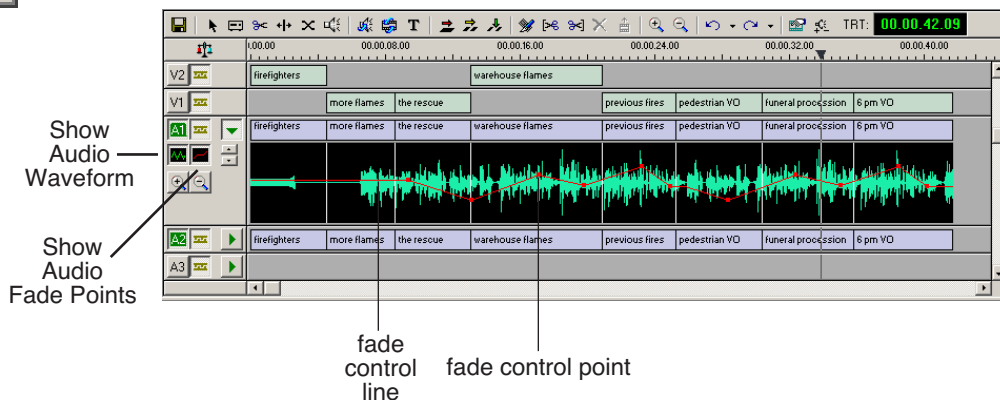 T TRT: 00.00.42.09
1.00.00 00.00.08.00 00.00.16.00 00.00.24.00 00.00.32.00 00.00.40.00
V2 firefighters warehouse flames
V1 more flames the rescue previous fires pedestrian VO funeral procession 6 pm VO
A1 firefighters more flames the rescue warehouse flames previous fires pedestrian VO funeral procession 6 pm VO
Show
Audio
Waveform
A2 firefighters more flames the rescue warehouse flames previous fires pedestrian VO funeral procession 6 pm VO
A3
Show
Audio
Fade Points
fade
control
line
fade control point